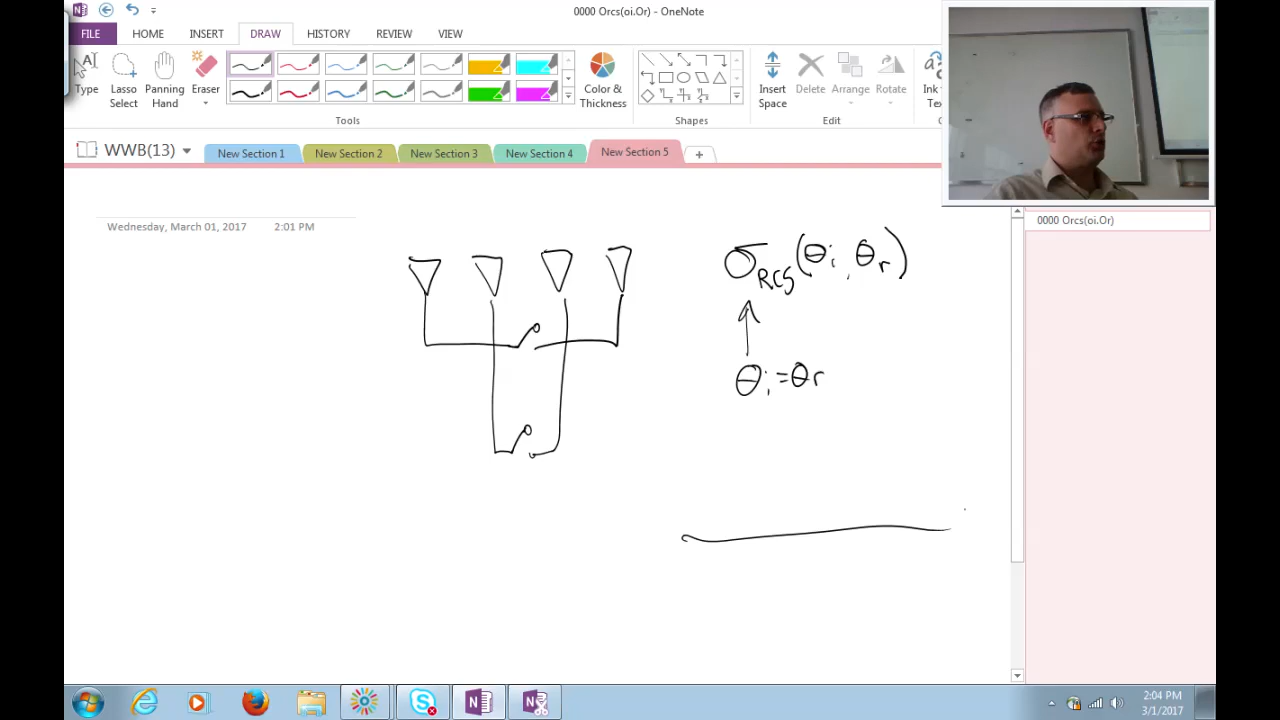 0000 Orcs(oi.Or) - OneNote
FILE HOME INSERT DRAW HISTORY REVIEW VIEW
Type
Lasso Select
Panning Hand
Eraser
Color & Thickness
Insert Space
Delete
Arrange
Rotate
Ink to
Tex
Tools Shapes Edit
WWB(13) New Section 1 New Section 2 New Section 3 New Section 4 New Section 5
0000 Orcs(oi.Or)
Wednesday, March 01, 2017 2:01 PM
σRCS(θi, θr)
θi=θr
2:04 PM
3/1/2017